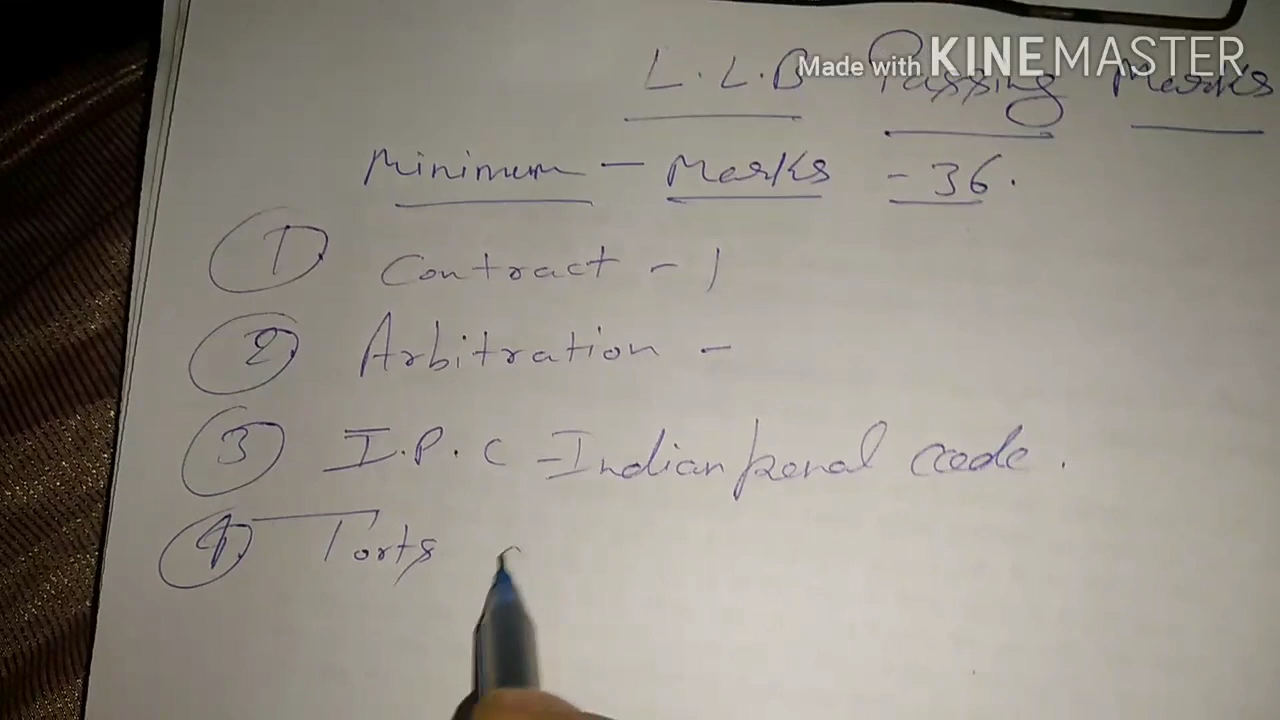 Made with KINEMASTER
L.L.B Passing Marks
Minimum - Marks - 36.
1 Contract - 1
2 Arbitration -
3 I.P.C - Indian Penal code.
4 Torts